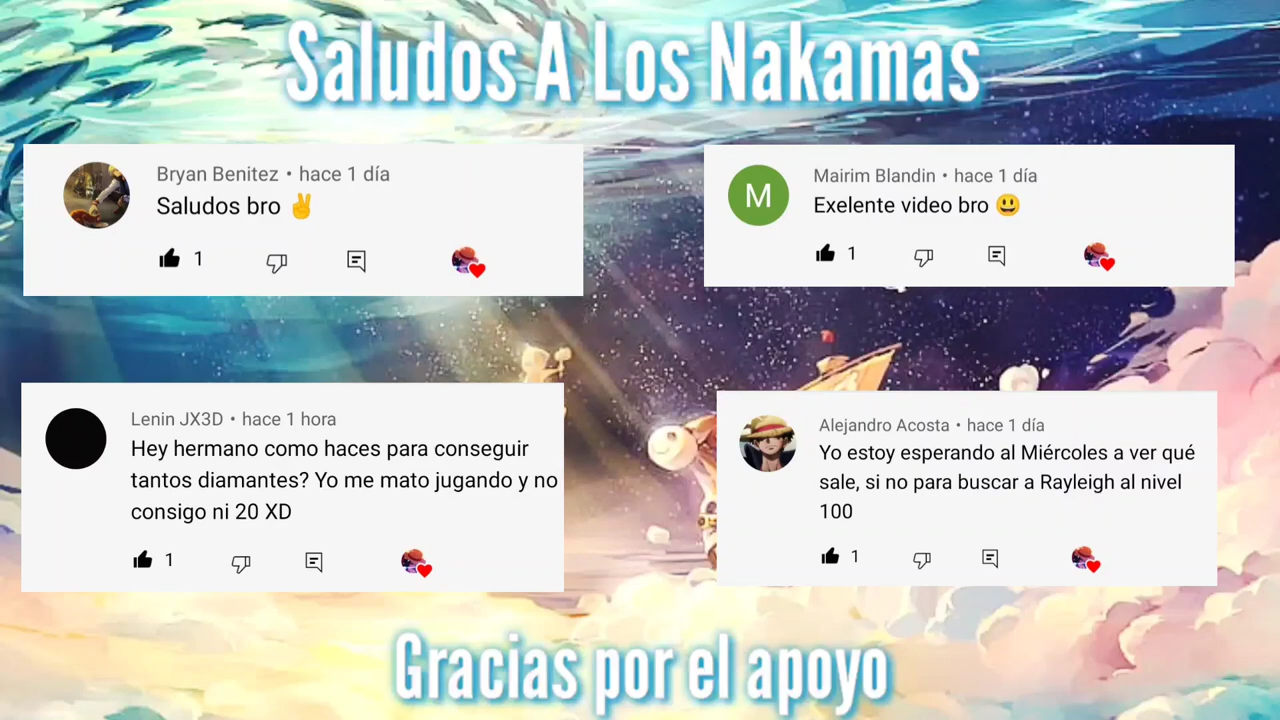 Saludos A Los Nakamas
Bryan Benitez • hace 1 día
Saludos bro ✌
1
Mairim Blandin • hace 1 día
M
Exelente video bro 😃
1
Lenin JX3D • hace 1 hora
Hey hermano como haces para conseguir
tantos diamantes? Yo me mato jugando y no
consigo ni 20 XD
1
Alejandro Acosta • hace 1 día
Yo estoy esperando al Miércoles a ver qué
sale, si no para buscar a Rayleigh al nivel
100
1
Gracias por el apoyo